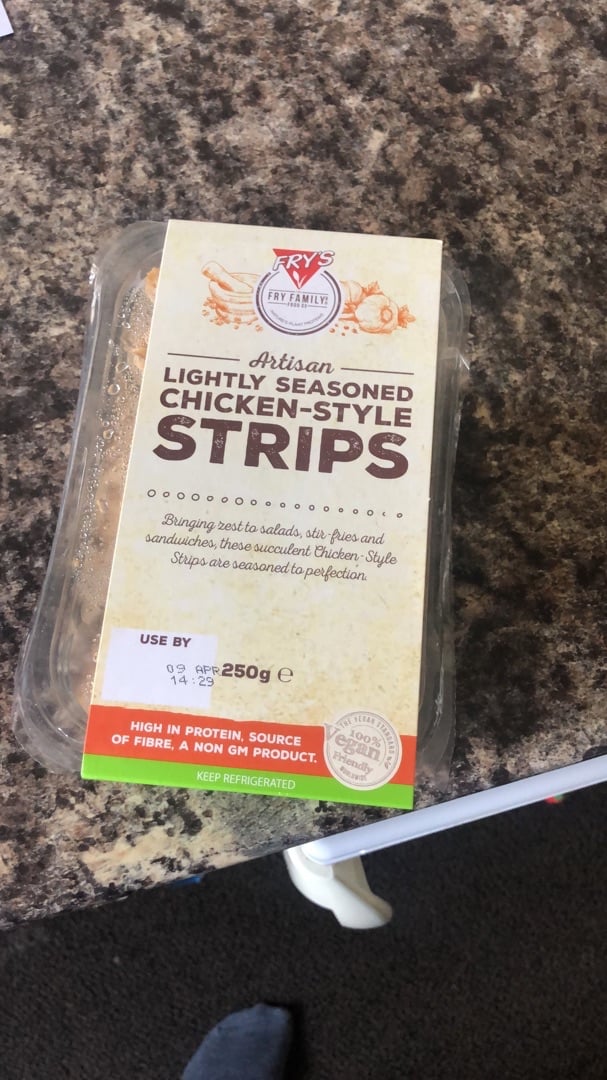 FRY'S
FRY FAMILY
FOOD CO
Artisan
LIGHTLY SEASONED
CHICKEN-STYLE
STRIPS
Bringing zest to salads, stir-fries and
sandwiches, these succulent Chicken-Style
Strips are seasoned to perfection.
USE BY
09 APR
14:29
250g e
HIGH IN PROTEIN, SOURCE
OF FIBRE, A NON GM PRODUCT.
THE VEGAN STANDARD
100%
Vegan
Friendly
KEEP REFRIGERATED